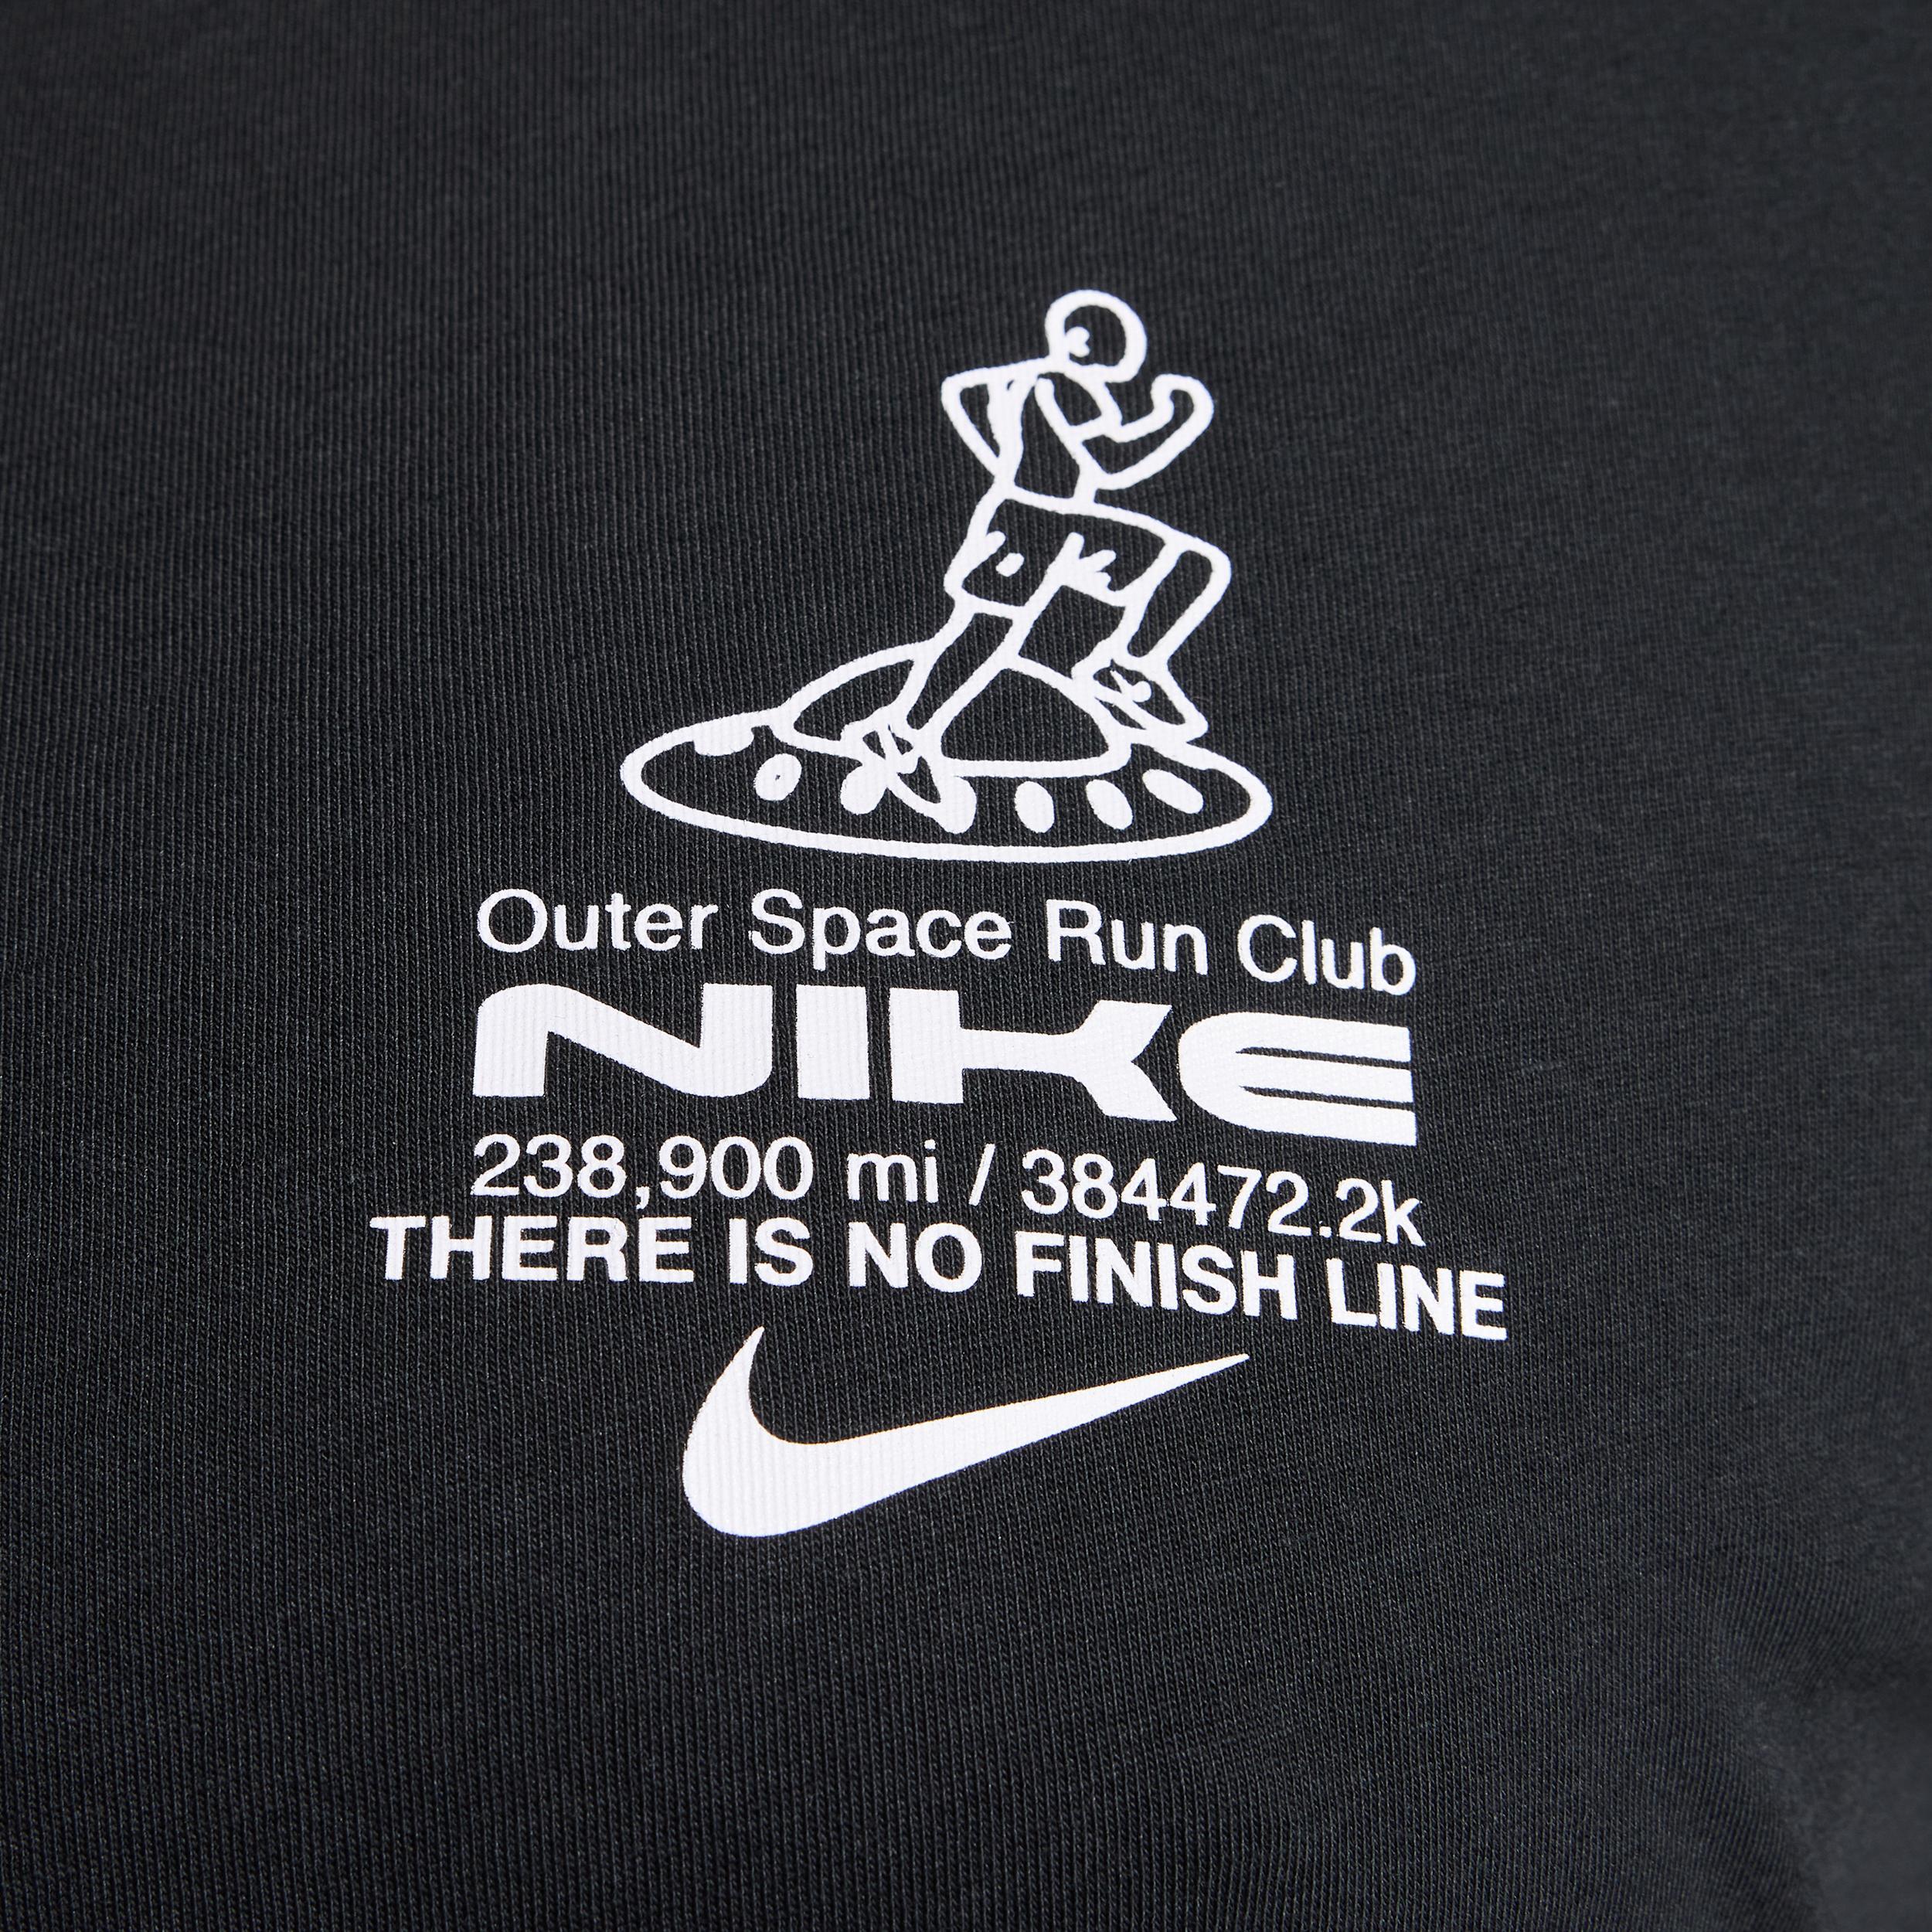 Outer Space Run Club
NIKE
238,900 mi / 384472.2k
THERE IS NO FINISH LINE